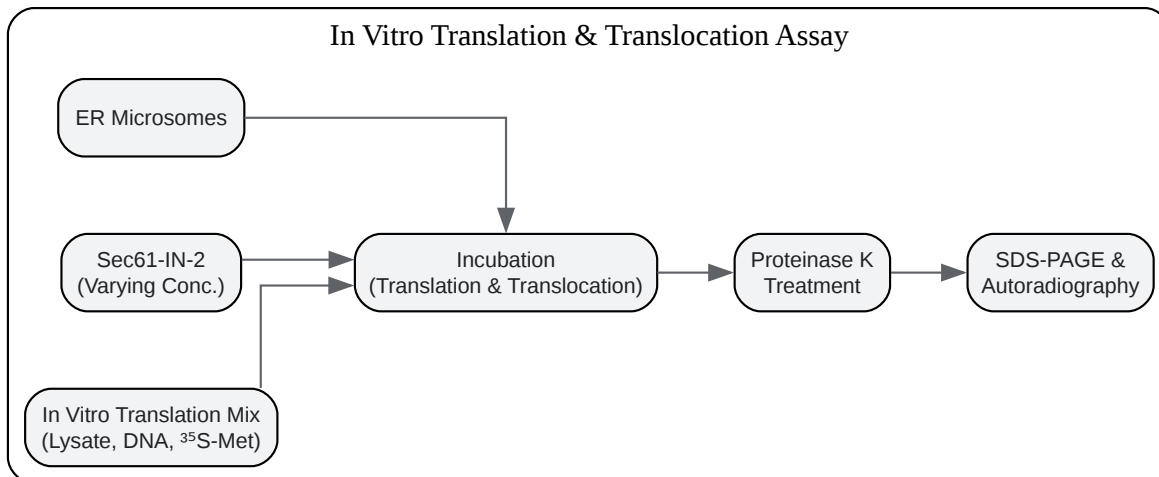 In Vitro Translation & Translocation Assay
ER Microsomes
Sec61-IN-2
(Varying Conc.)
Incubation
(Translation & Translocation)
Proteinase K
Treatment
SDS-PAGE &
Autoradiography
In Vitro Translation Mix
(Lysate, DNA, ³⁵S-Met)